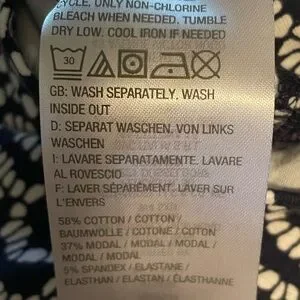 CYCLE. ONLY NON-CHLORINE
BLEACH WHEN NEEDED. TUMBLE
DRY LOW. COOL IRON IF NEEDED
30
GB: WASH SEPARATELY. WASH
INSIDE OUT
D: SEPARAT WASCHEN. VON LINKS
WASCHEN
I: LAVARE SEPARATAMENTE. LAVARE
AL ROVESCIO
F: LAVER SÉPARÉMENT. LAVER SUR
L'ENVERS
58% COTTON / COTTON /
BAUMWOLLE / COTONE / COTON
37% MODAL / MODAL / MODAL /
MODAL / MODAL
5% SPANDEX / ELASTANE /
ELASTHAN / ELASTAN / ELASTHANNE